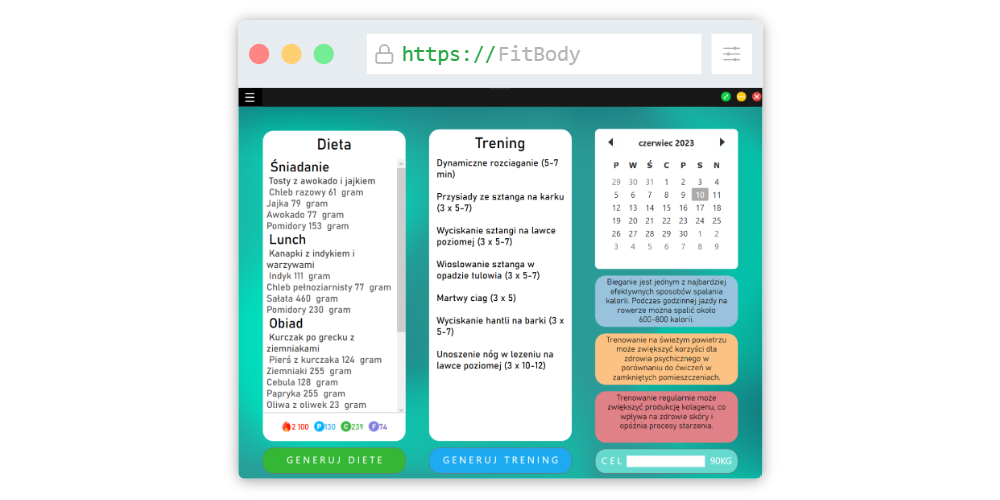 https://FitBody
Dieta
Śniadanie
Tosty z awokado i jajkiem
Chleb razowy 61 gram
Jajka 79 gram
Awokado 77 gram
Pomidory 153 gram
Lunch
Kanapki z indykiem i
warzywami
Indyk 111 gram
Chleb pełnoziarnisty 77 gram
Sałata 460 gram
Pomidory 230 gram
Obiad
Kurczak po grecku z
ziemniakami
Pierś z kurczaka 124 gram
Ziemniaki 255 gram
Cebula 128 gram
Papryka 255 gram
Oliwa z oliwek 23 gram
2 100 P 130 C 239 F 74
GENERUJ DIETE
Trening
Dynamiczne rozciaganie (5-7
min)
Przysiady ze sztanga na karku
(3 x 5-7)
Wyciskanie sztangi na lawce
poziomej (3 x 5-7)
Wioslowanie sztanga w
opadzie tulowia (3 x 5-7)
Martwy ciag (3 x 5)
Wyciskanie hantli na barki (3 x
5-7)
Unoszenie nóg w lezeniu na
lawce poziomej (3 x 10-12)
GENERUJ TRENING
czerwiec 2023
P W Ś C P S N
29 30 31 1 2 3 4
5 6 7 8 9 10 11
12 13 14 15 16 17 18
19 20 21 22 23 24 25
26 27 28 29 30 1 2
3 4 5 6 7 8 9
Bieganie jest jednym z najbardziej
efektywnych sposobów spalania
kalorii. Podczas godzinnej jazdy na
rowerze można spalić około
600-800 kalorii.
Trenowanie na świeżym powietrzu
może zwiększyć korzyści dla
zdrowia psychicznego w
porównaniu do ćwiczeń w
zamkniętych pomieszczeniach.
Trenowanie regularnie może
zwiększyć produkcję kolagenu, co
wpływa na zdrowie skóry i
opóźnia procesy starzenia.
CEL 90KG